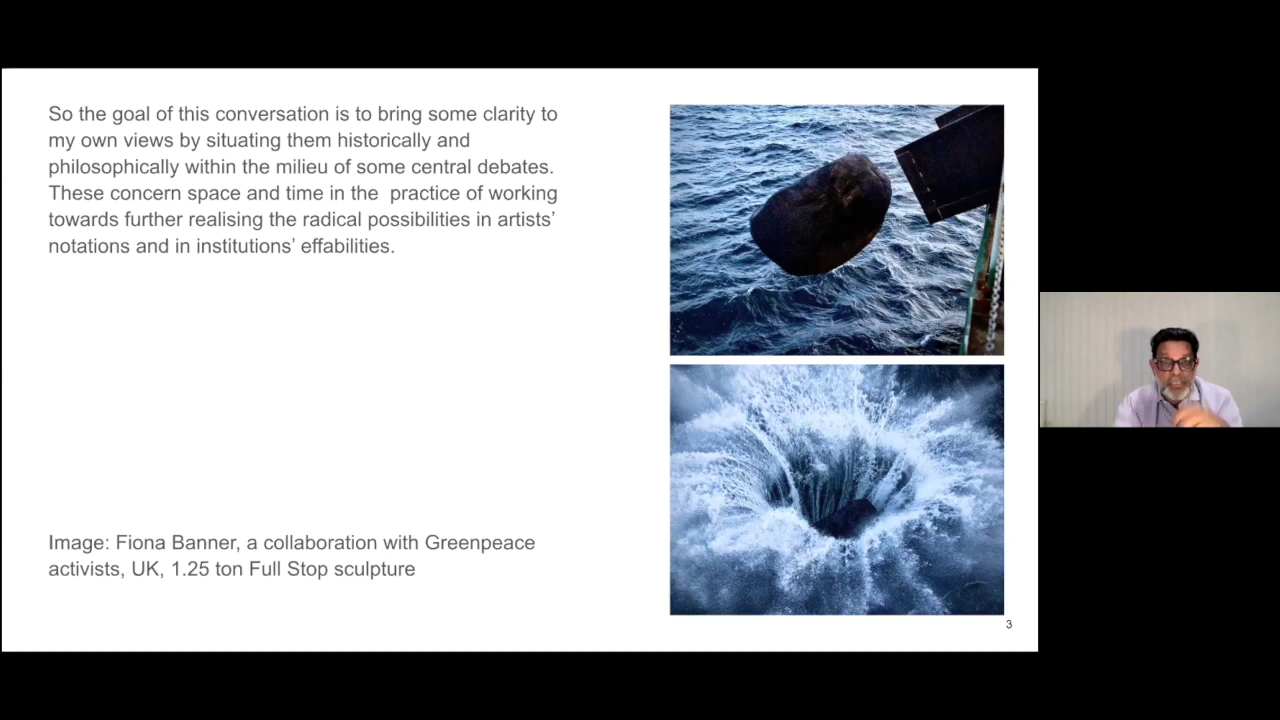 So the goal of this conversation is to bring some clarity to
my own views by situating them historically and
philosophically within the milieu of some central debates.
These concern space and time in the  practice of working
towards further realising the radical possibilities in artists’
notations and in institutions’ effabilities.
Image: Fiona Banner, a collaboration with Greenpeace
activists, UK, 1.25 ton Full Stop sculpture
3